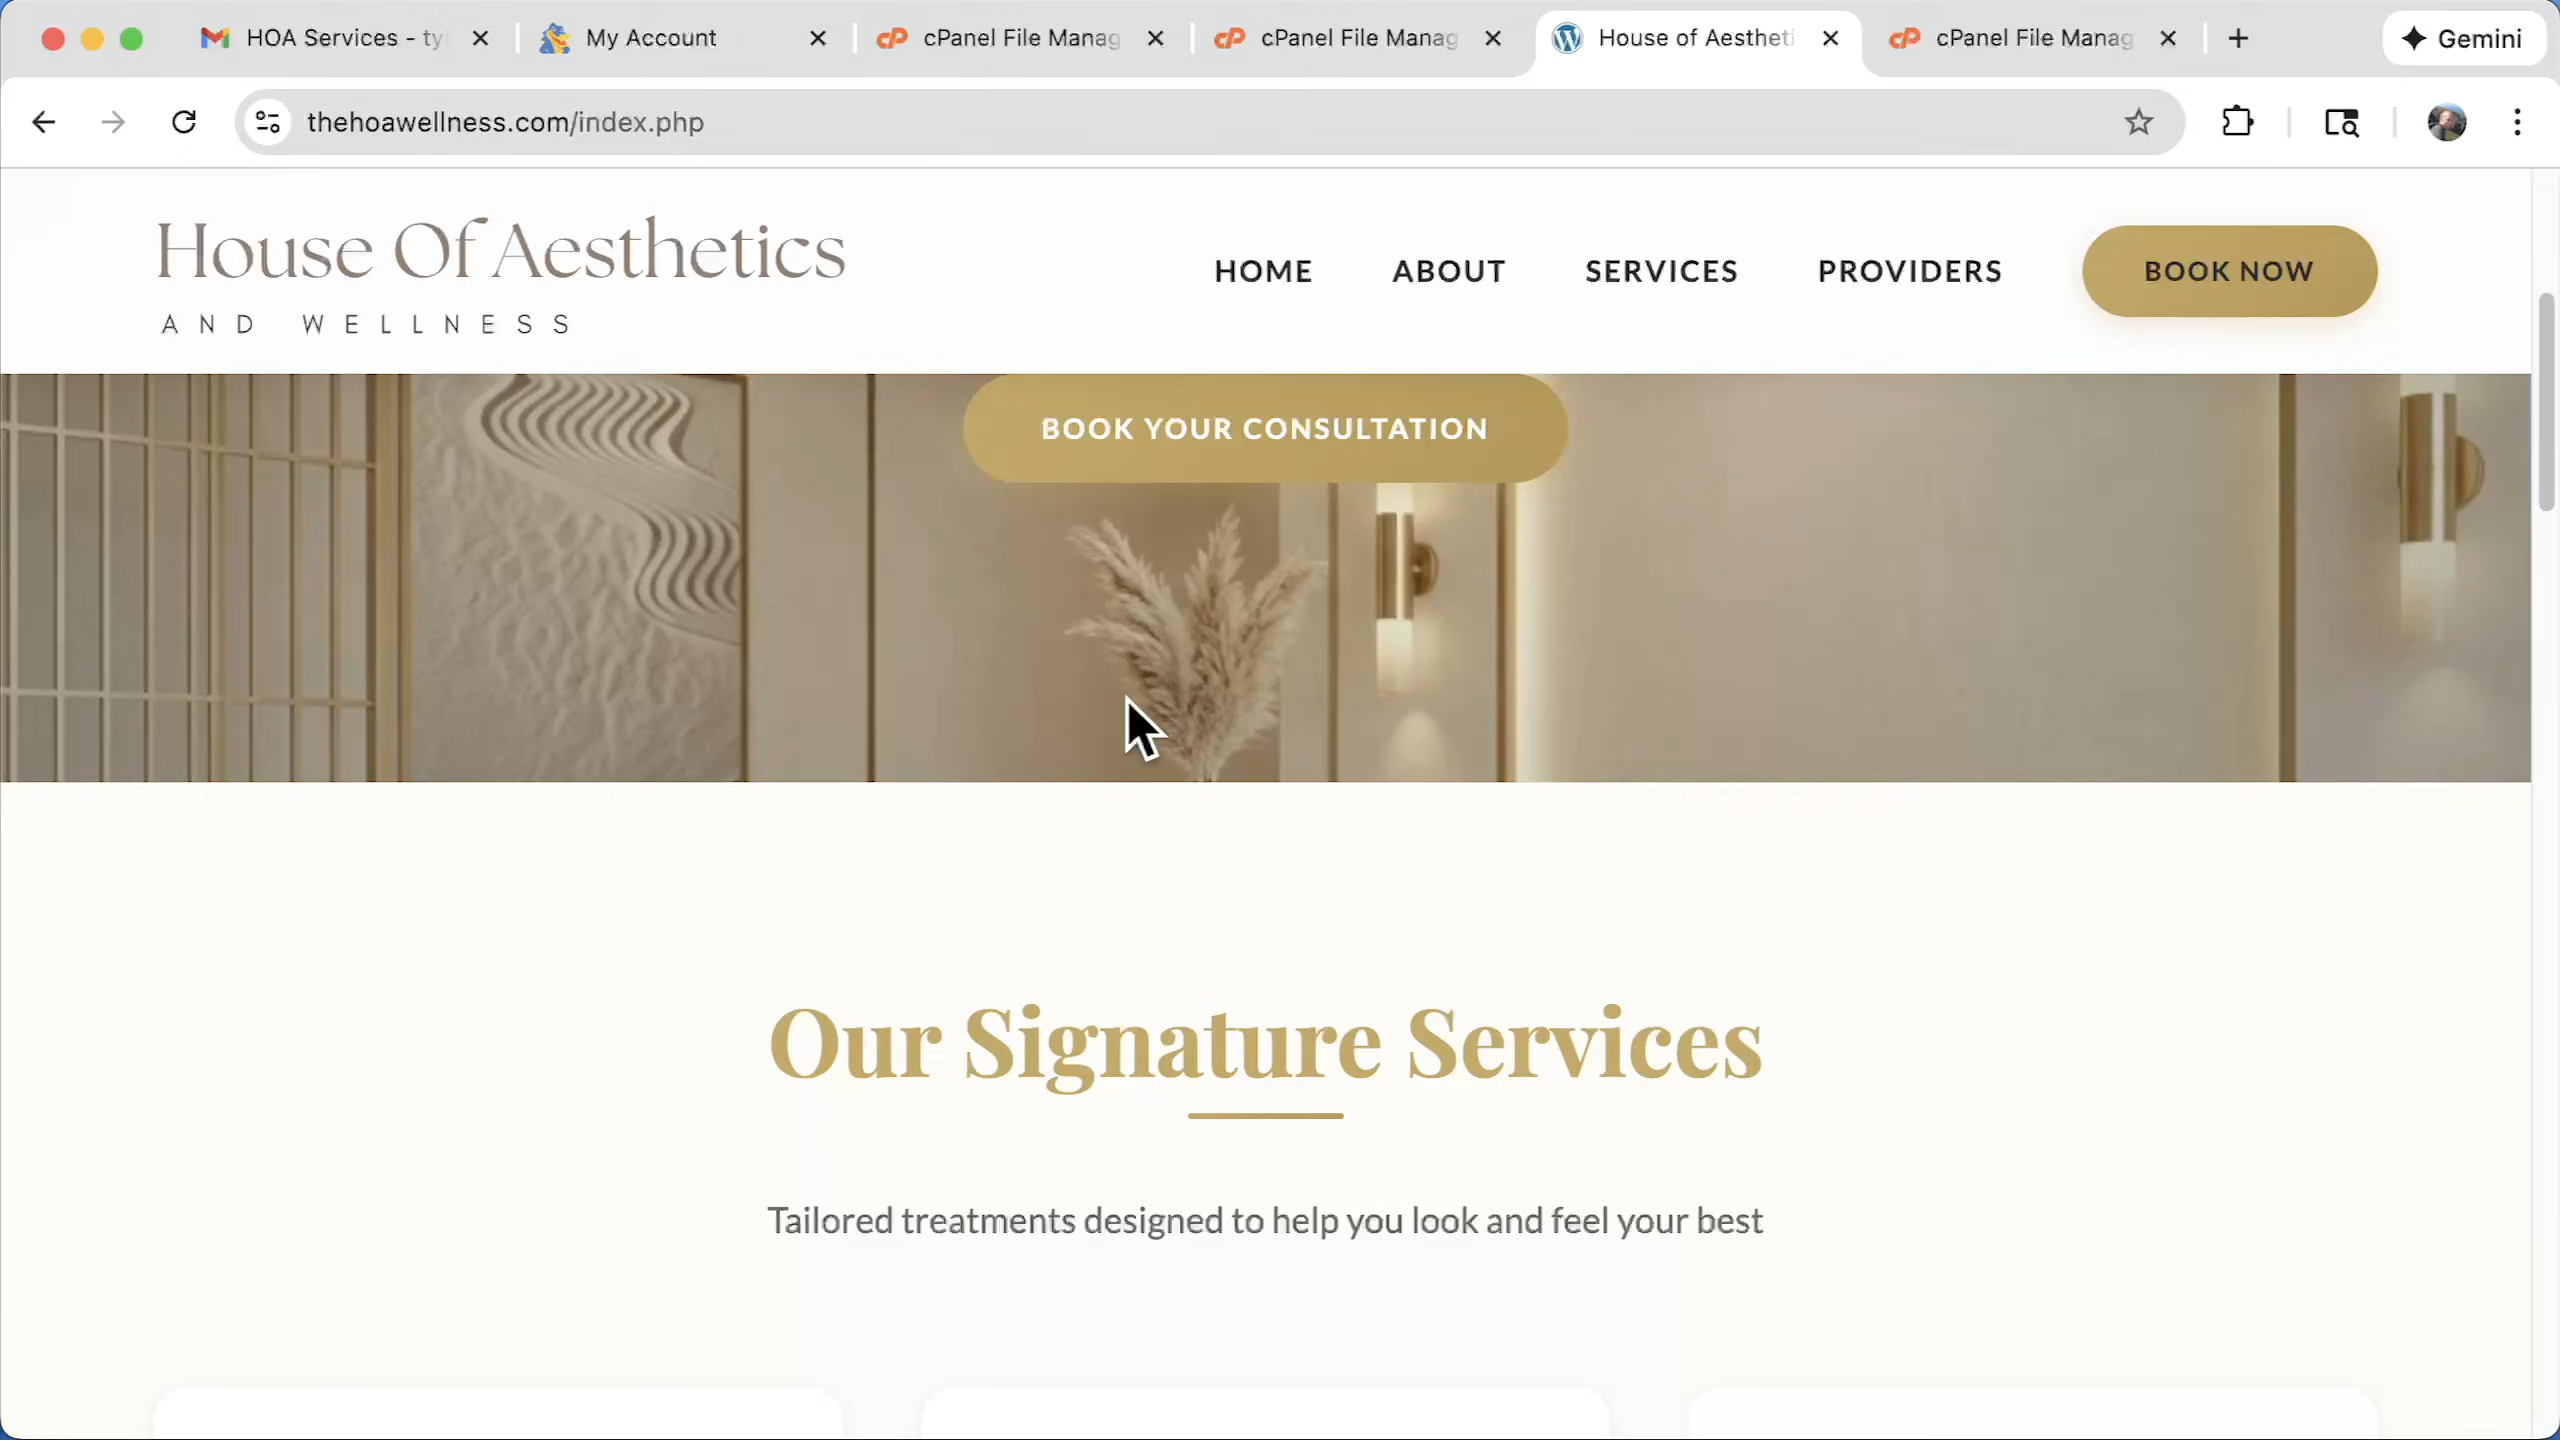 HOA Services - ty
My Account
cPanel File Manag
cPanel File Manag
House of Aestheti
cPanel File Manag
Gemini
thehoawellness.com/index.php
House Of Aesthetics
AND WELLNESS
HOME
ABOUT
SERVICES
PROVIDERS
BOOK NOW
BOOK YOUR CONSULTATION
Our Signature Services
Tailored treatments designed to help you look and feel your best